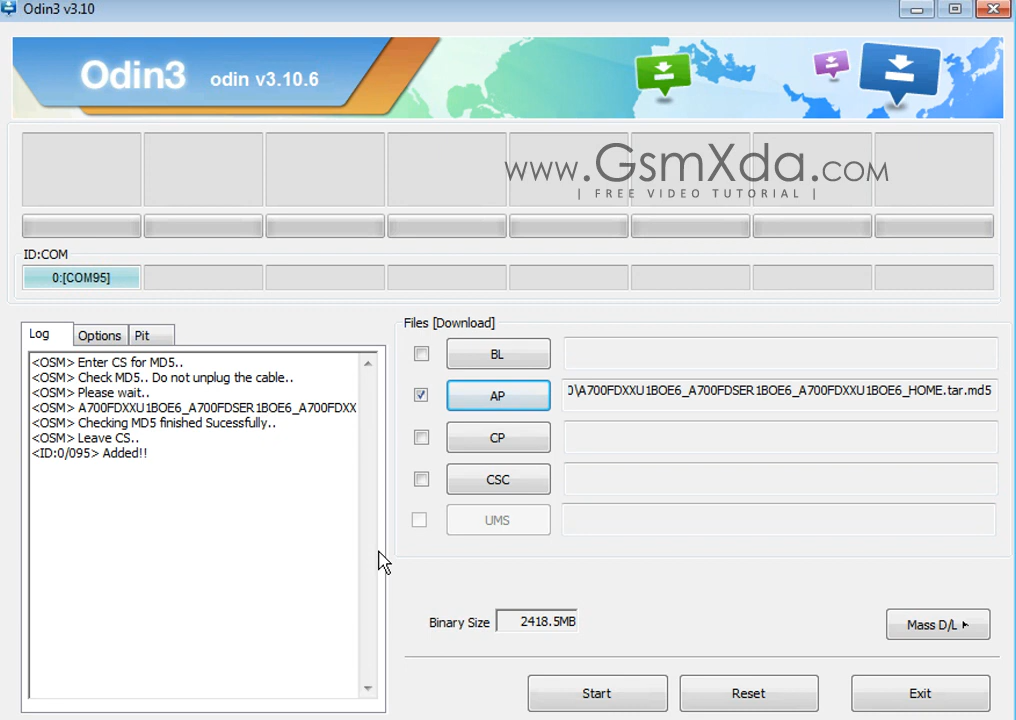 Odin3 v3.10
Odin3 odin v3.10.6
www.GsmXda.com
| FREE VIDEO TUTORIAL |
ID:COM
0:[COM95]
Log Options Pit
<OSM> Enter CS for MD5..
<OSM> Check MD5.. Do not unplug the cable..
<OSM> Please wait..
<OSM> A700FDXXU1BOE6_A700FDSER1BOE6_A700FDXX
<OSM> Checking MD5 finished Sucessfully..
<OSM> Leave CS..
<ID:0/095> Added!!
Files [Download]
BL
AP \A700FDXXU1BOE6_A700FDSER1BOE6_A700FDXXU1BOE6_HOME.tar.md5
CP
CSC
UMS
Binary Size 2418.5MB
Mass D/L
Start Reset Exit